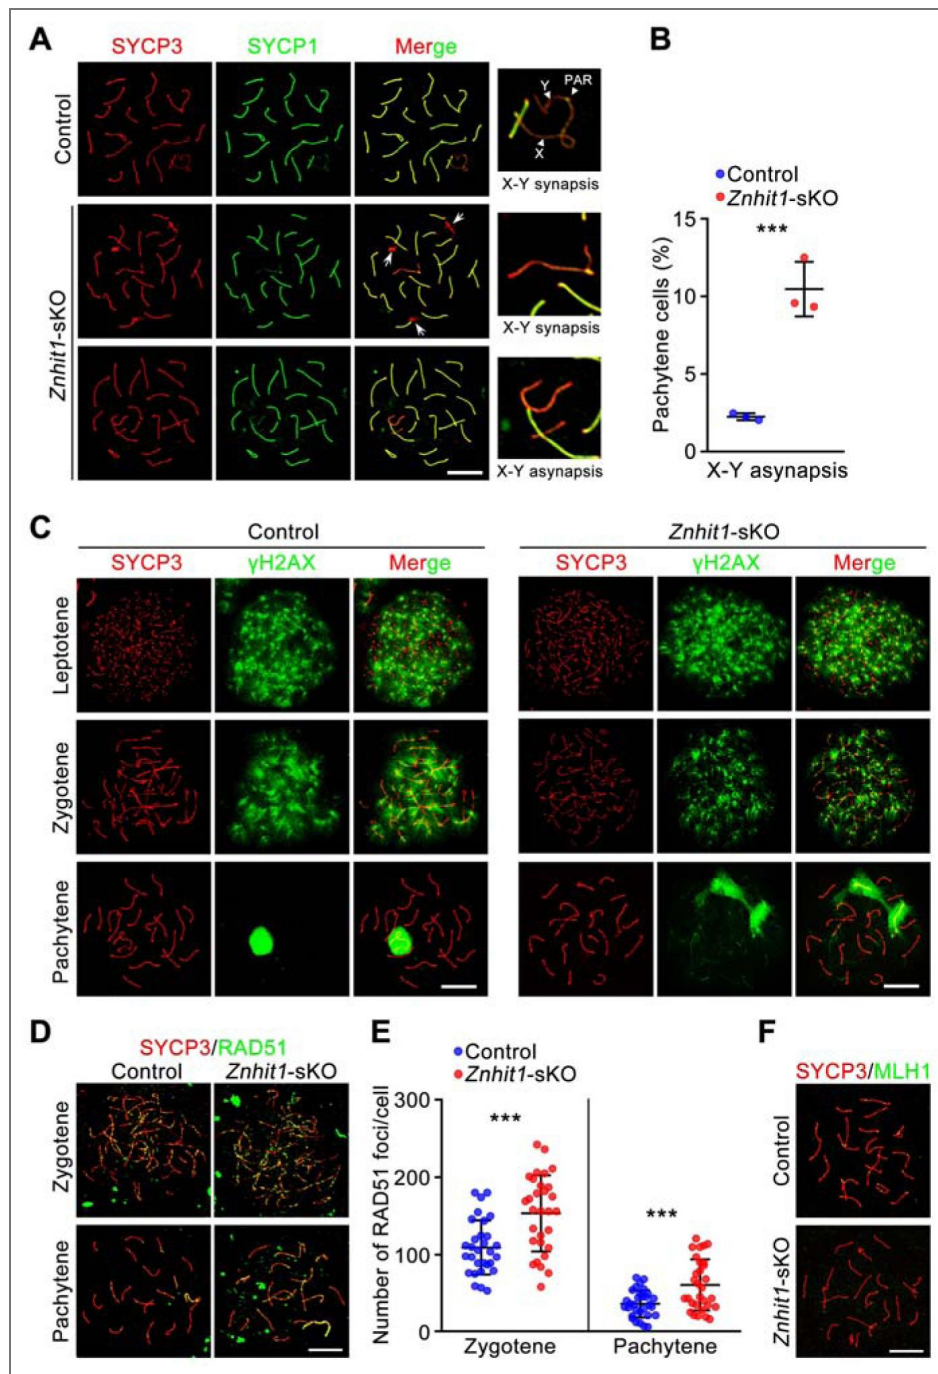 A
SYCP3 SYCP1 Merge
Control
Y PAR
X
X-Y synapsis
Znhit1-sKO
X-Y synapsis
X-Y asynapsis
B
Control
Znhit1-sKO
***
15
10
5
0
Pachytene cells (%)
X-Y asynapsis
C
Control Znhit1-sKO
SYCP3 γH2AX Merge SYCP3 γH2AX Merge
Leptotene
Zygotene
Pachytene
D
SYCP3/RAD51
Control Znhit1-sKO
Zygotene
Pachytene
E
Control
Znhit1-sKO
300
200
100
0
Number of RAD51 foci/cell
***
***
Zygotene Pachytene
F
SYCP3/MLH1
Control
Znhit1-sKO